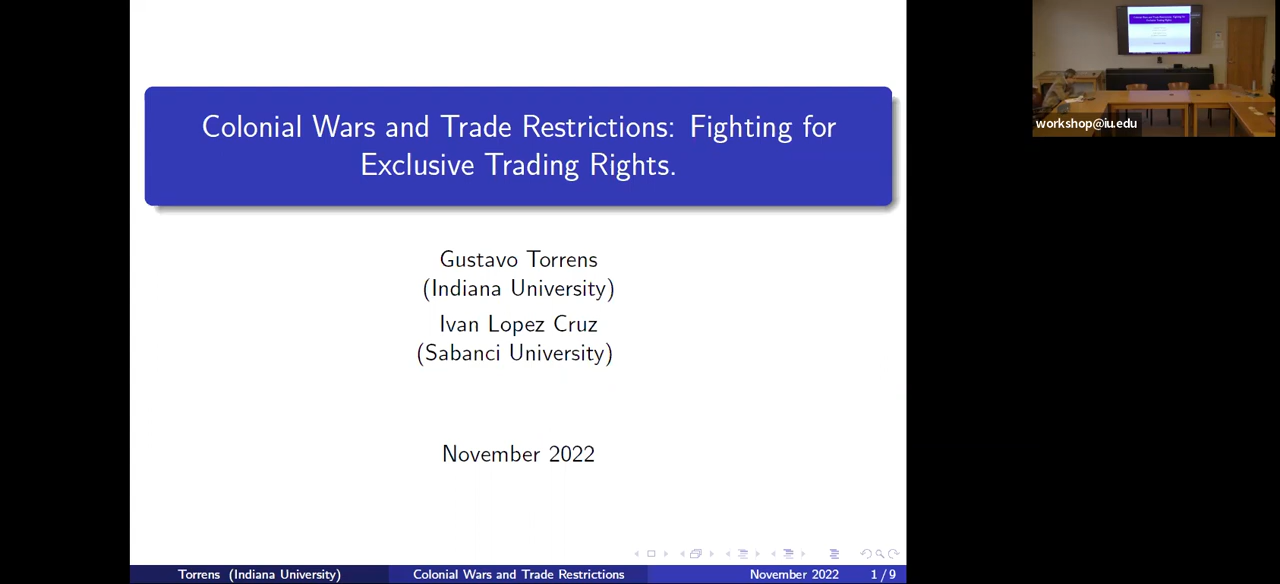 Colonial Wars and Trade Restrictions: Fighting for
Exclusive Trading Rights.
Gustavo Torrens
(Indiana University)
Ivan Lopez Cruz
(Sabanci University)
November 2022
Torrens (Indiana University)
Colonial Wars and Trade Restrictions
November 2022
1 / 9
workshop@iu.edu